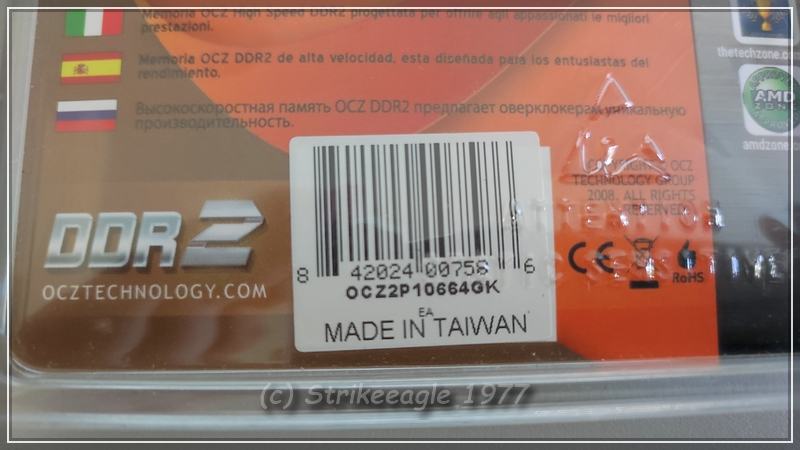 Memoria OCZ High Speed DDR2 progettata per offrire agli appassionati le migliori
prestazioni.
Memoria OCZ DDR2 de alta velocidad, esta diseñada para los entusiastas del
rendimiento.
Высокоскоростная память OCZ DDR2 предлагает оверклокерам уникальную
производительность.
thetechzone.
AMD
ZONE
amdzone.
COPYRIGHT OCZ
TECHNOLOGY GROUP
2008. ALL RIGHTS
RESERVED.
ATTENTION
DDR2
OCZTECHNOLOGY.COM
8 42024 00758 6
OCZ2P10664GK
EA
MADE IN TAIWAN
CE
RoHS
(c) Strikeeagle 1977